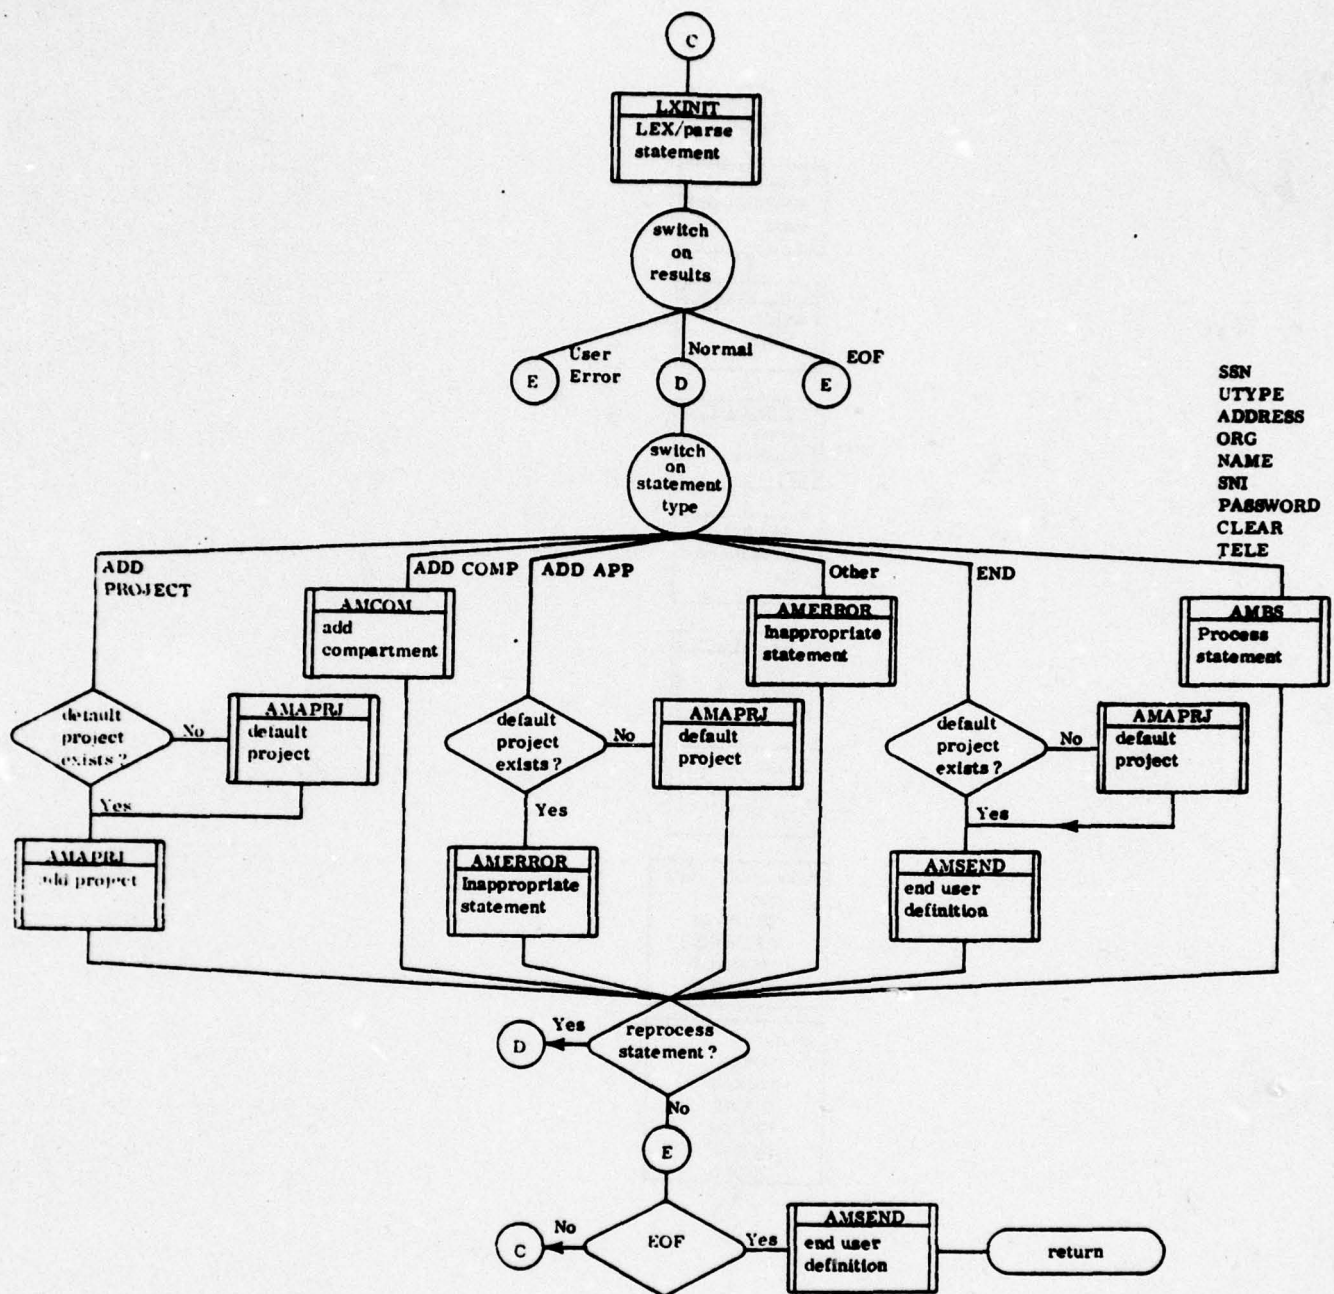 C
LXINIT
LEX/parse
statement
switch
on
results
User
Error
Normal
EOF
E
D
E
SSN
UTYPE
ADDRESS
ORG
NAME
SNI
PASSWORD
CLEAR
TELE
switch
on
statement
type
ADD
PROJECT
ADD COMP
ADD APP
Other
END
AMCOM
add
compartment
AMERROR
Inappropriate
statement
AMBS
Process
statement
default
project
exists?
No
AMAPRJ
default
project
Yes
AMAPRJ
add project
default
project
exists?
No
AMAPRJ
default
project
Yes
AMERROR
Inappropriate
statement
default
project
exists?
No
AMAPRJ
default
project
Yes
AMSEND
end user
definition
reprocess
statement?
Yes
D
No
E
EOF
No
C
Yes
AMSEND
end user
definition
return